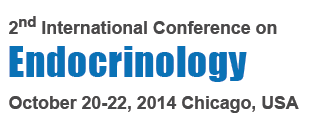 2nd International Conference on
Endocrinology
October 20-22, 2014 Chicago, USA